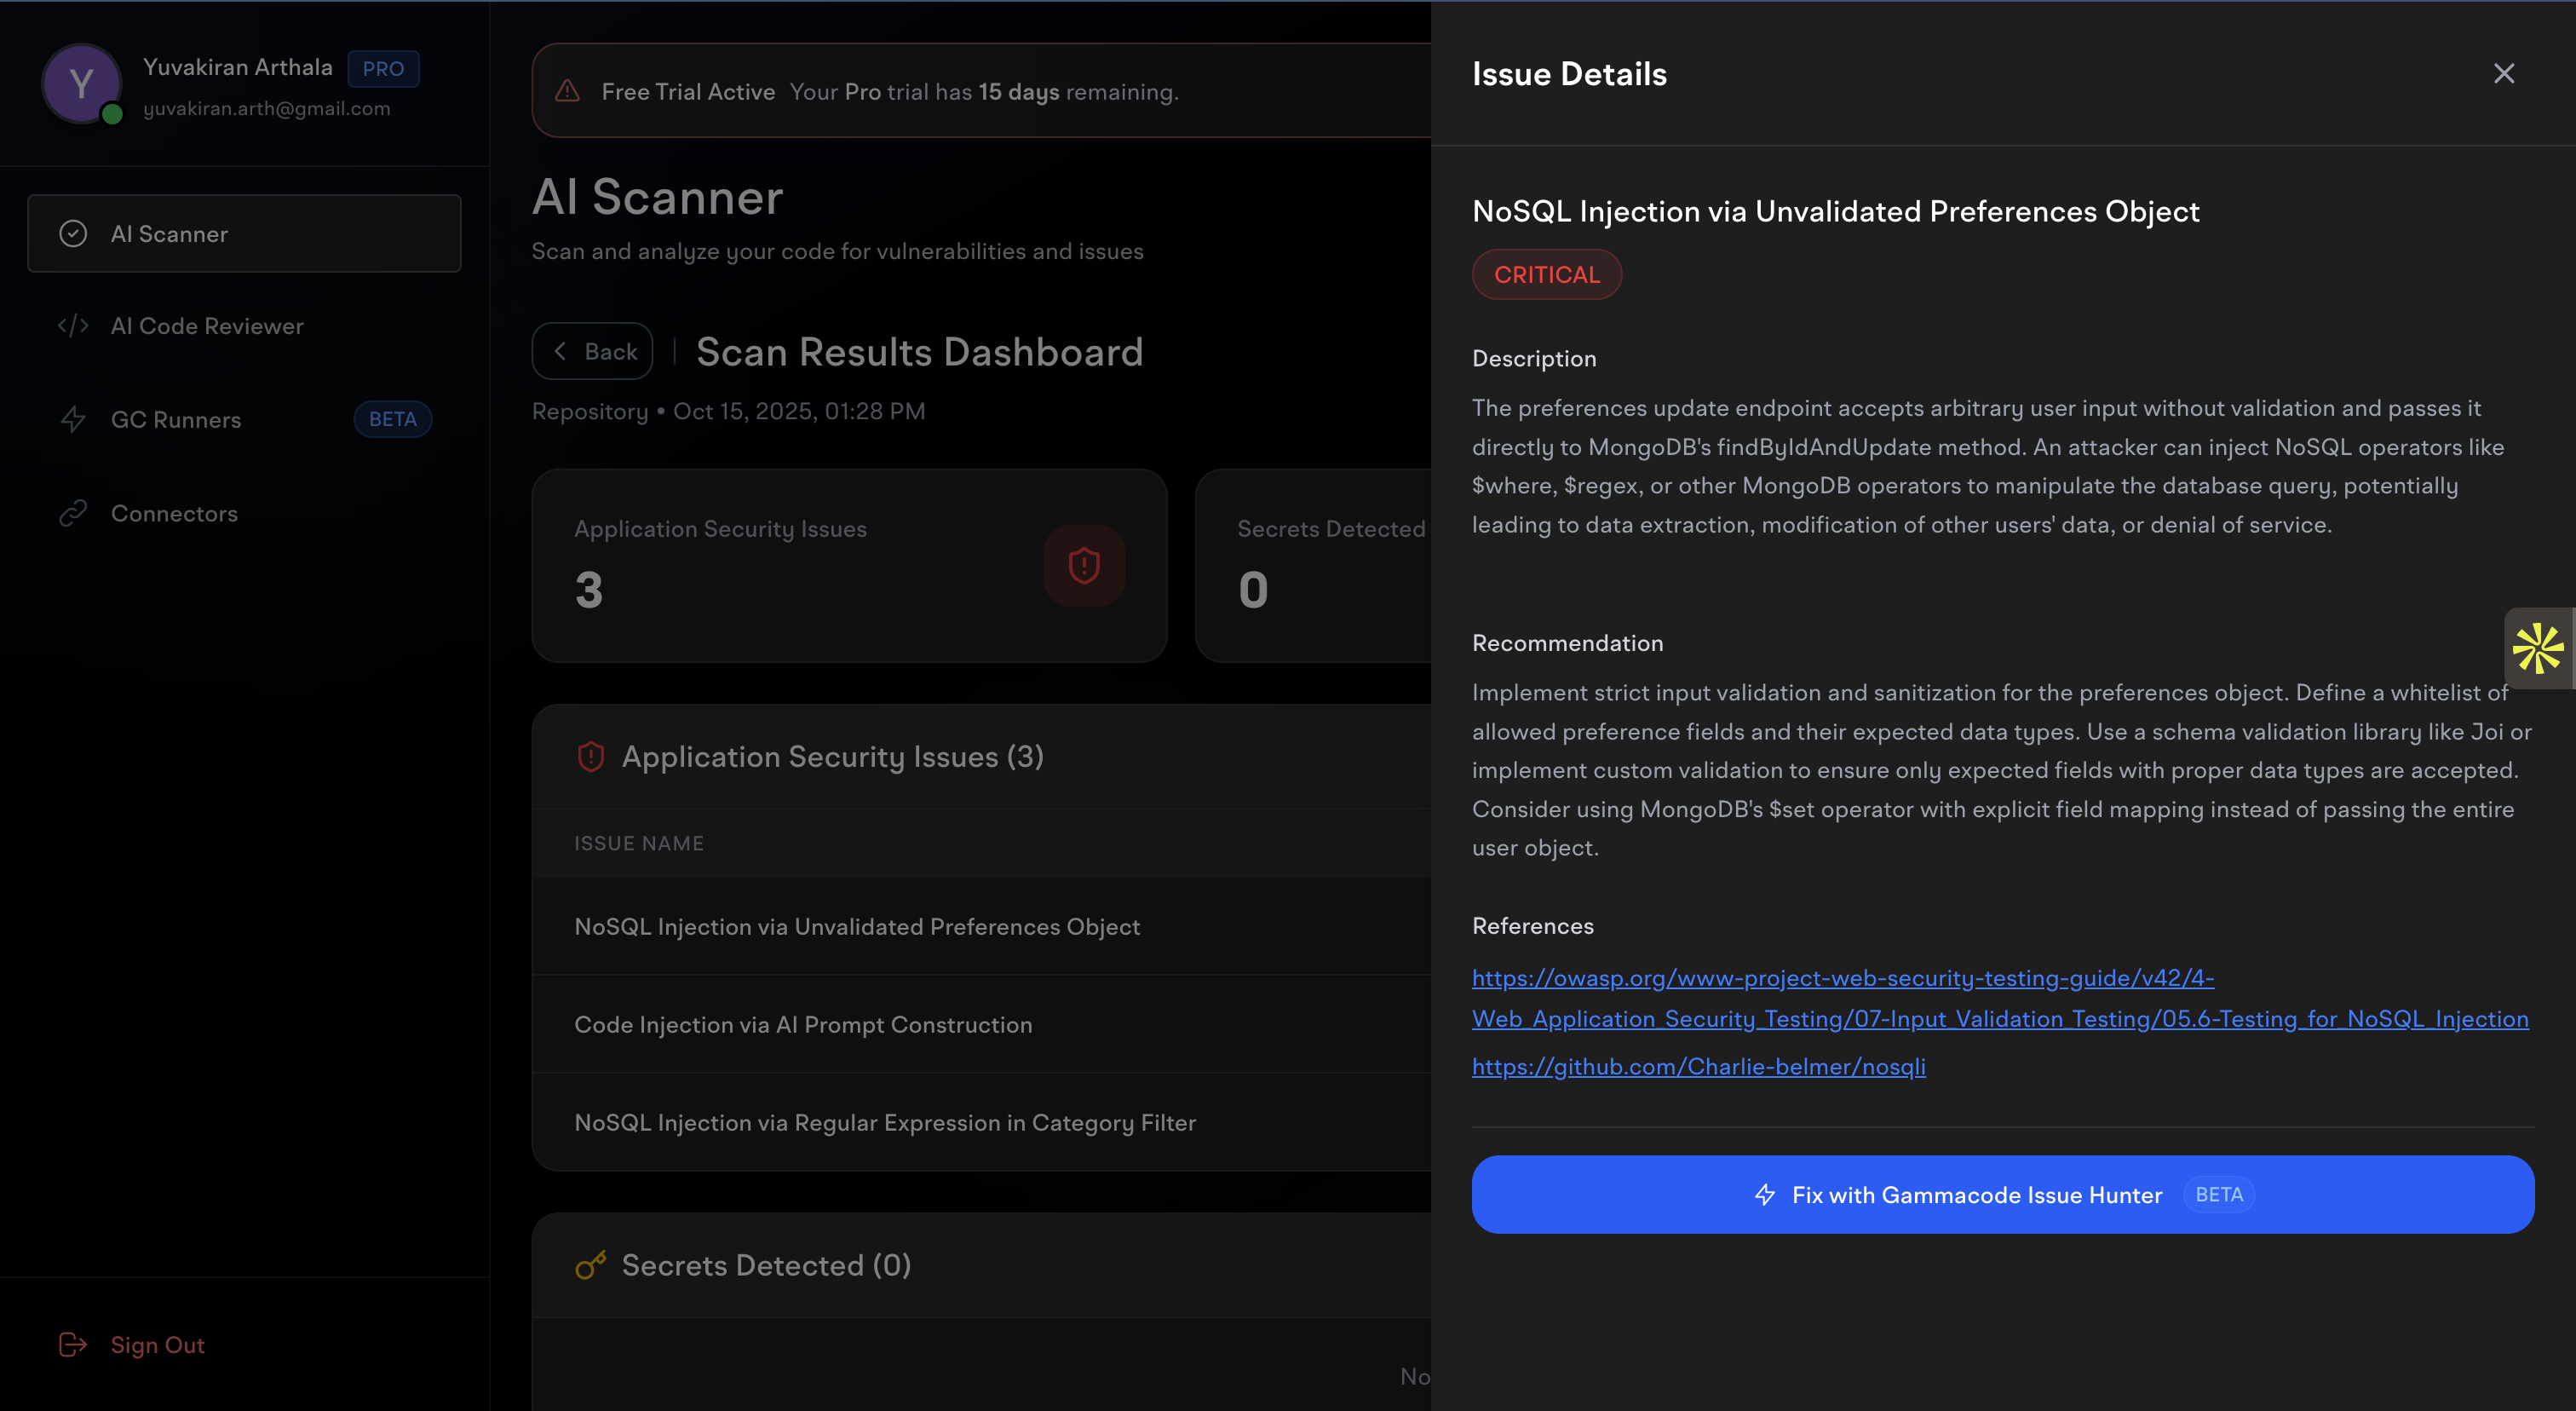 Y
Yuvakiran Arthala PRO
yuvakiran.arth@gmail.com
AI Scanner
AI Code Reviewer
GC Runners BETA
Connectors
Sign Out
Free Trial Active Your Pro trial has 15 days remaining.
AI Scanner
Scan and analyze your code for vulnerabilities and issues
Back | Scan Results Dashboard
Repository • Oct 15, 2025, 01:28 PM
Application Security Issues
3
Secrets Detected
0
Application Security Issues (3)
ISSUE NAME
NoSQL Injection via Unvalidated Preferences Object
Code Injection via AI Prompt Construction
NoSQL Injection via Regular Expression in Category Filter
Secrets Detected (0)
No
Issue Details
NoSQL Injection via Unvalidated Preferences Object
CRITICAL
Description
The preferences update endpoint accepts arbitrary user input without validation and passes it
directly to MongoDB's findByIdAndUpdate method. An attacker can inject NoSQL operators like
$where, $regex, or other MongoDB operators to manipulate the database query, potentially
leading to data extraction, modification of other users' data, or denial of service.
Recommendation
Implement strict input validation and sanitization for the preferences object. Define a whitelist of
allowed preference fields and their expected data types. Use a schema validation library like Joi or
implement custom validation to ensure only expected fields with proper data types are accepted.
Consider using MongoDB's $set operator with explicit field mapping instead of passing the entire
user object.
References
https://owasp.org/www-project-web-security-testing-guide/v42/4-
Web_Application_Security_Testing/07-Input_Validation_Testing/05.6-Testing_for_NoSQL_Injection
https://github.com/Charlie-belmer/nosqli
Fix with Gammacode Issue Hunter BETA